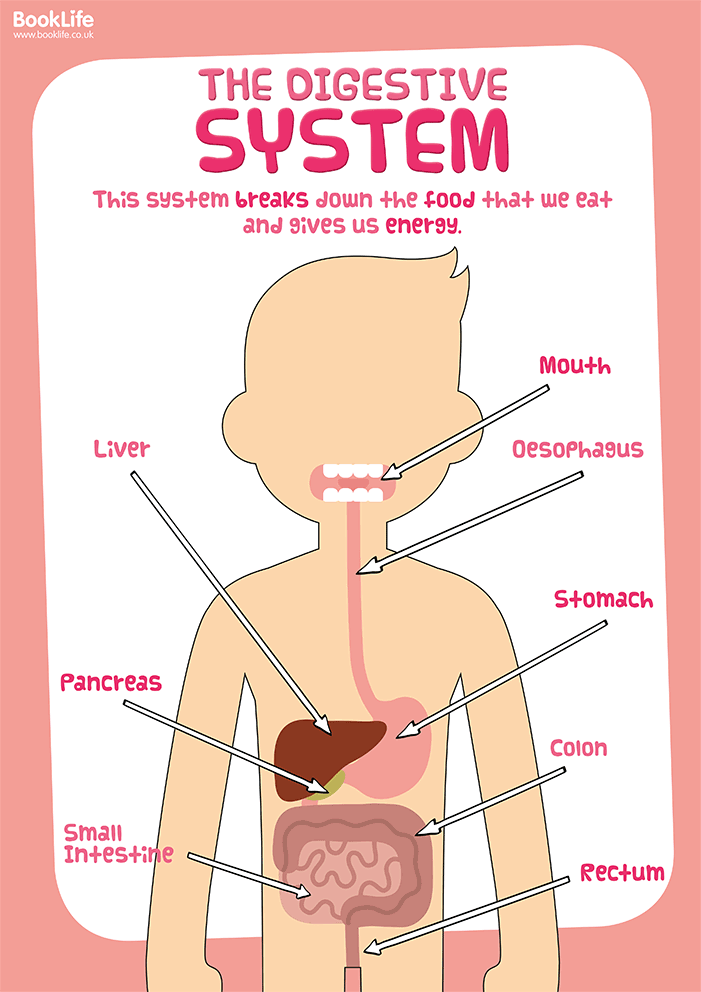 BookLife
www.booklife.co.uk
THE DIGESTIVE
SYSTEM
This system breaks down the food that we eat
and gives us energy.
Mouth
Liver
Oesophagus
Stomach
Pancreas
Colon
Small
Intestine
Rectum